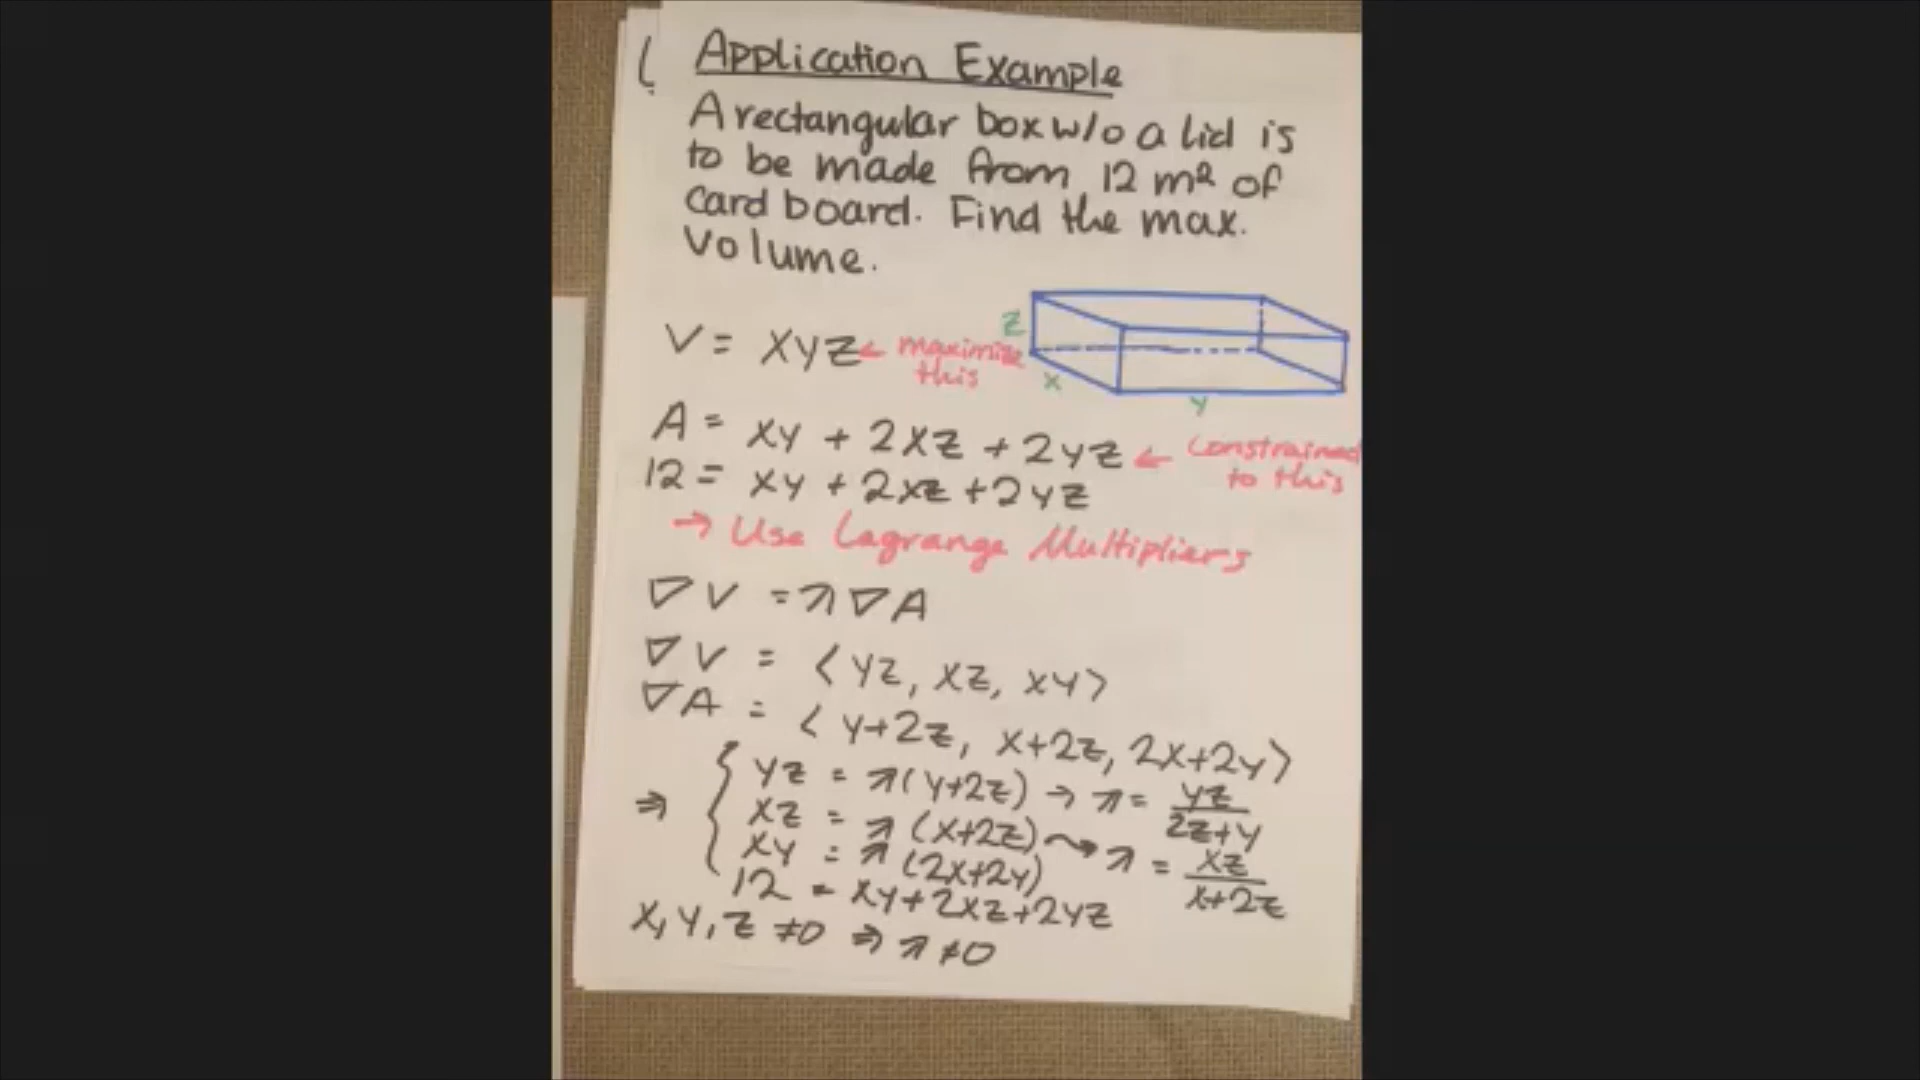 Application Example
A rectangular box w/o a lid is
to be made from 12 m² of
cardboard. Find the max.
volume.
V = XYZ ← maximize this
Z
X
Y
A = XY + 2XZ + 2YZ ← constrained to this
12 = XY + 2XZ + 2YZ
→ Use Lagrange Multipliers
∇V = λ∇A
∇V = ⟨YZ, XZ, XY⟩
∇A = ⟨Y+2Z, X+2Z, 2X+2Y⟩
⇒ { YZ = λ(Y+2Z) → λ = YZ/(2Z+Y)
XZ = λ(X+2Z) ⇝ λ = XZ/(X+2Z)
XY = λ(2X+2Y)
12 = XY+2XZ+2YZ
X, Y, Z ≠0 ⇒ λ ≠0